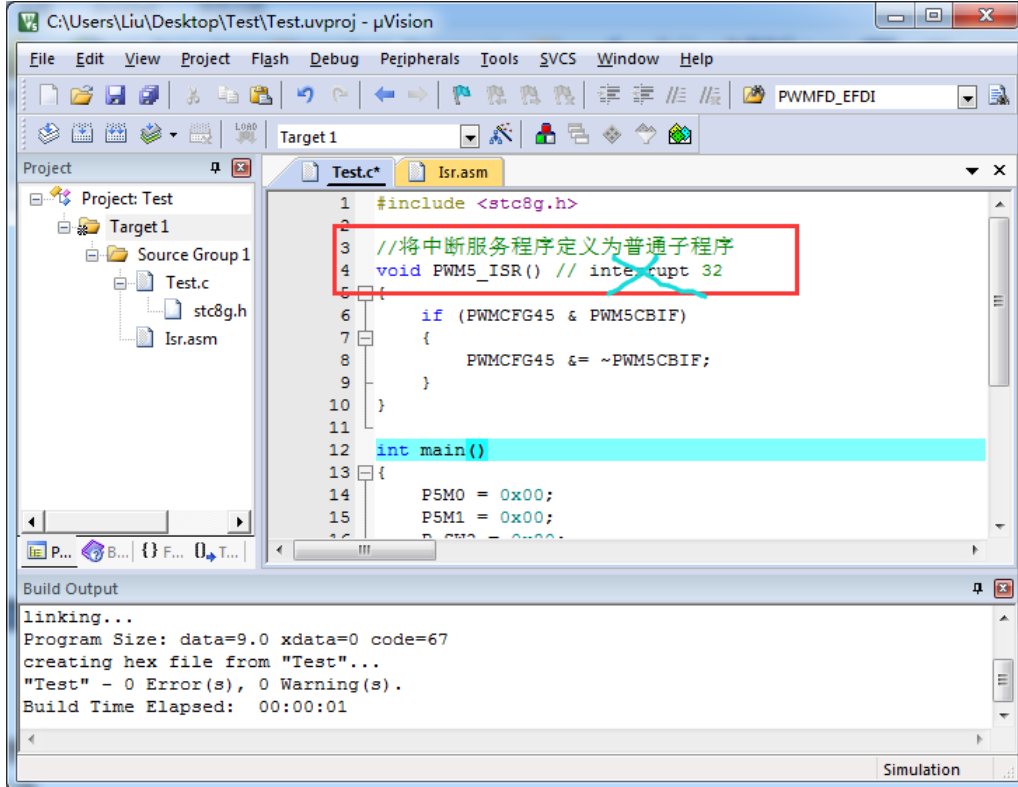 C:\Users\Liu\Desktop\Test\Test.uvproj - µVision
File Edit View Project Flash Debug Peripherals Tools SVCS Window Help
PWMFD_EFDI
LOAD Target 1
Project
Test.c* Isr.asm
Project: Test
Target 1
Source Group 1
Test.c
stc8g.h
Isr.asm
1 #include <stc8g.h>
2
3 //将中断服务程序定义为普通子程序
4 void PWM5_ISR() // interrupt 32
5 {
6 if (PWMCFG45 & PWM5CBIF)
7 {
8 PWMCFG45 &= ~PWM5CBIF;
9 }
10 }
11
12 int main()
13 {
14 P5M0 = 0x00;
15 P5M1 = 0x00;
P... B... {} F... T...
Build Output
linking...
Program Size: data=9.0 xdata=0 code=67
creating hex file from "Test"...
"Test" - 0 Error(s), 0 Warning(s).
Build Time Elapsed: 00:00:01
Simulation